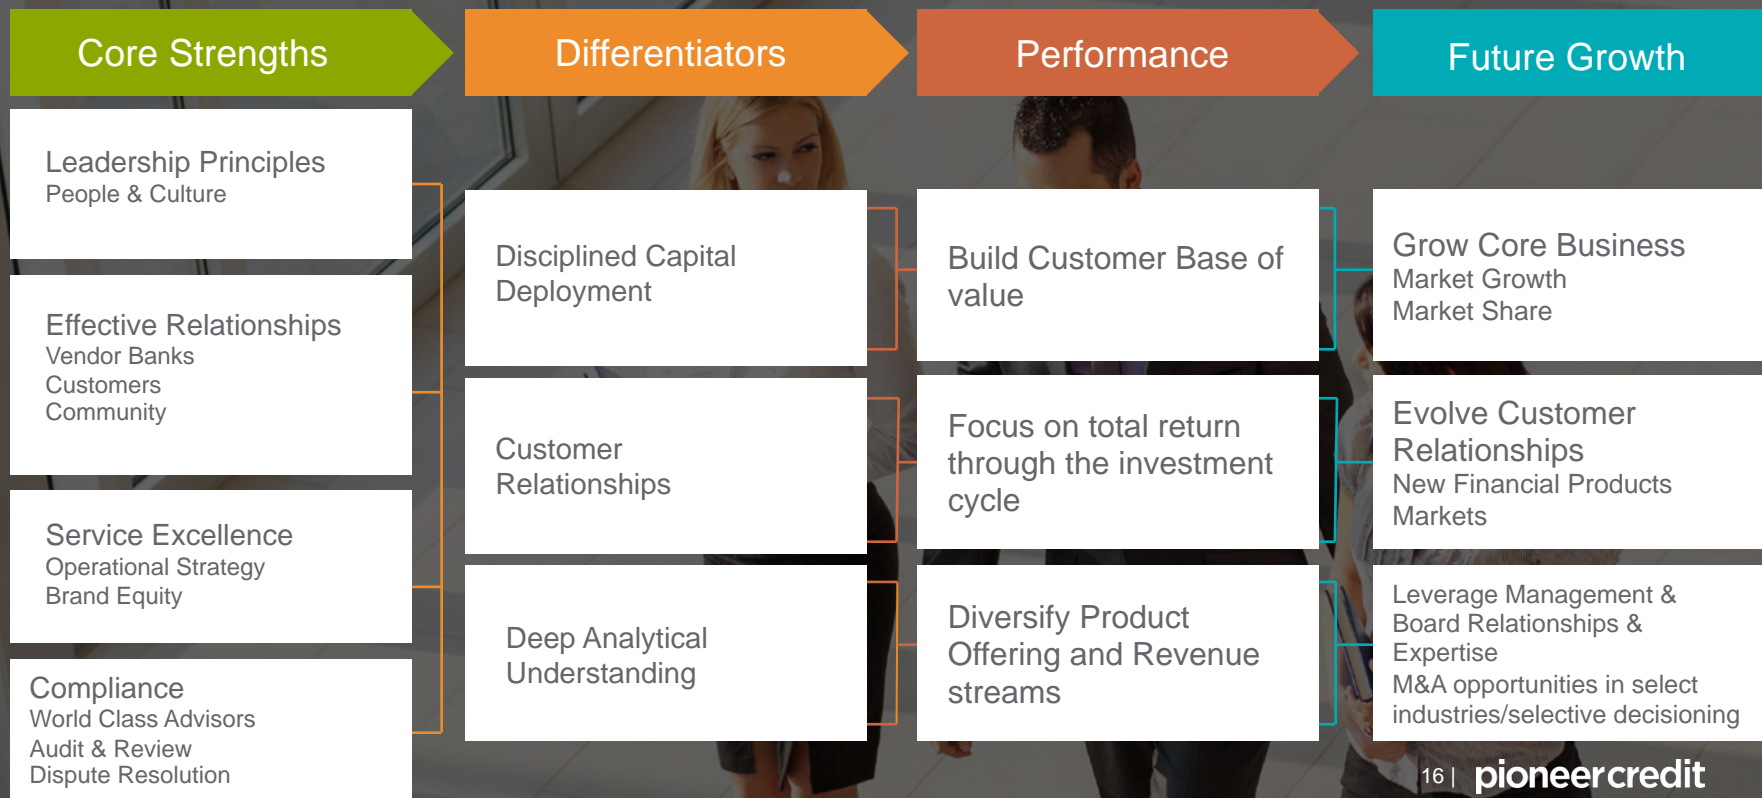 Core Strengths
Differentiators
Performance
Future Growth
Leadership Principles
People & Culture
Effective Relationships
Vendor Banks
Customers
Community
Service Excellence
Operational Strategy
Brand Equity
Compliance
World Class Advisors
Audit & Review
Dispute Resolution
Disciplined Capital
Deployment
Customer
Relationships
Deep Analytical
Understanding
Build Customer Base of
value
Focus on total return
through the investment
cycle
Diversify Product
Offering and Revenue
streams
Grow Core Business
Market Growth
Market Share
Evolve Customer
Relationships
New Financial Products
Markets
Leverage Management &
Board Relationships &
Expertise
M&A opportunities in select
industries/selective decisioning
16 | pioneercredit